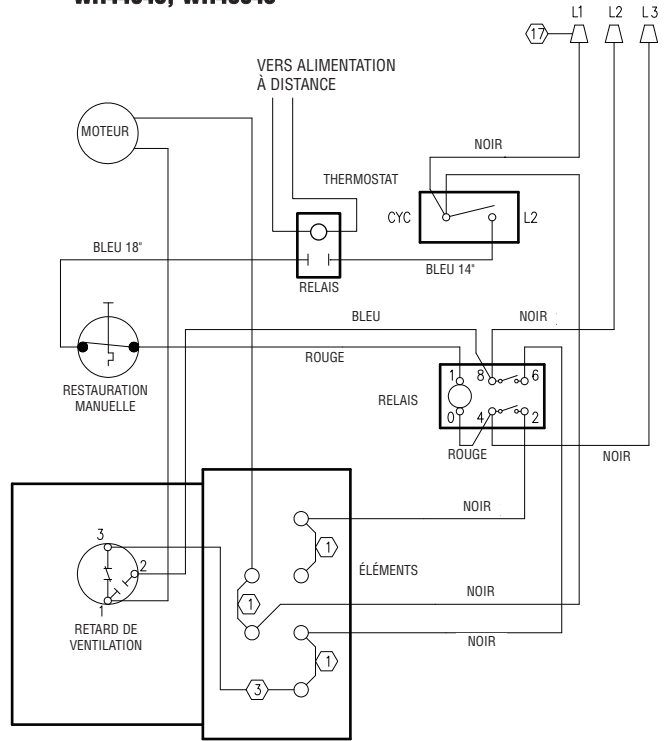 L1 L2 L3
17
VERS ALIMENTATION
À DISTANCE
MOTEUR
NOIR
THERMOSTAT
CYC L2
BLEU 18"
BLEU 14"
RELAIS
BLEU NOIR
ROUGE
RESTAURATION
MANUELLE
RELAIS
1 8 6
0 4 2
ROUGE
NOIR
NOIR
3
1
2
ÉLÉMENTS
1
1
NOIR
RETARD DE
VENTILATION
NOIR
1
3